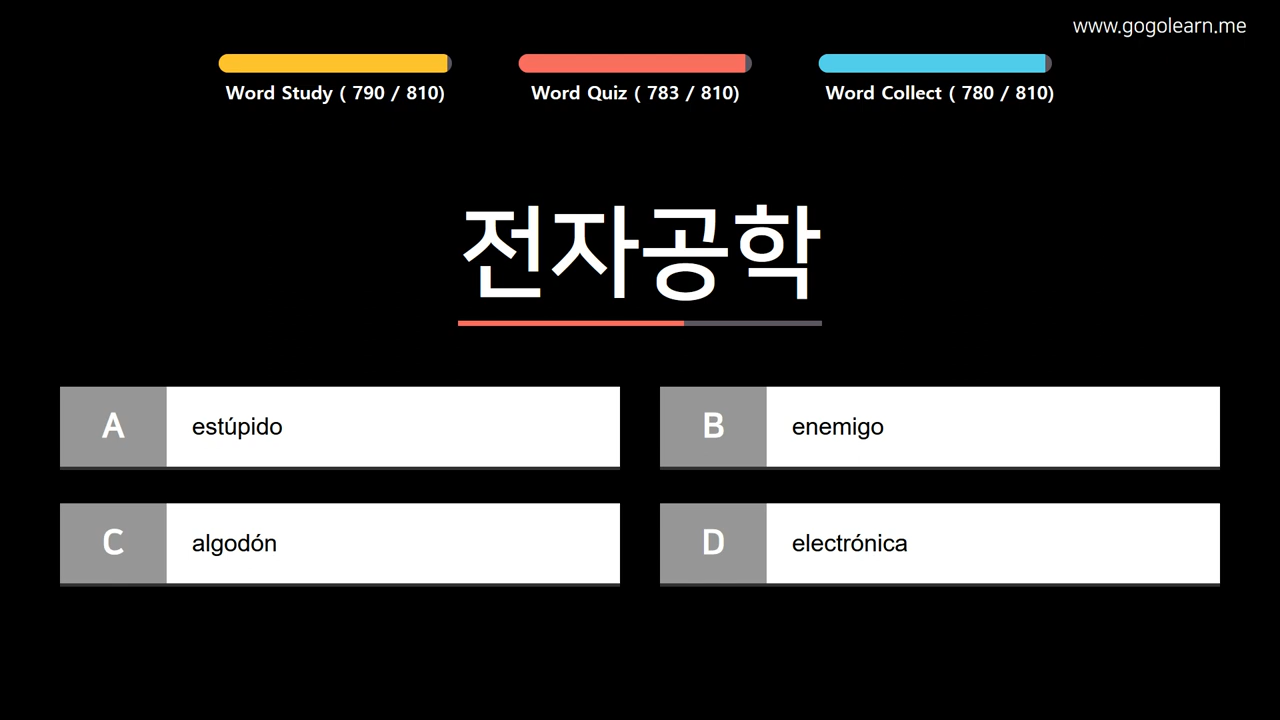 www.gogolearn.me
Word Study ( 790 / 810)
Word Quiz ( 783 / 810)
Word Collect ( 780 / 810)
전자공학
A estúpido
B enemigo
C algodón
D electrónica